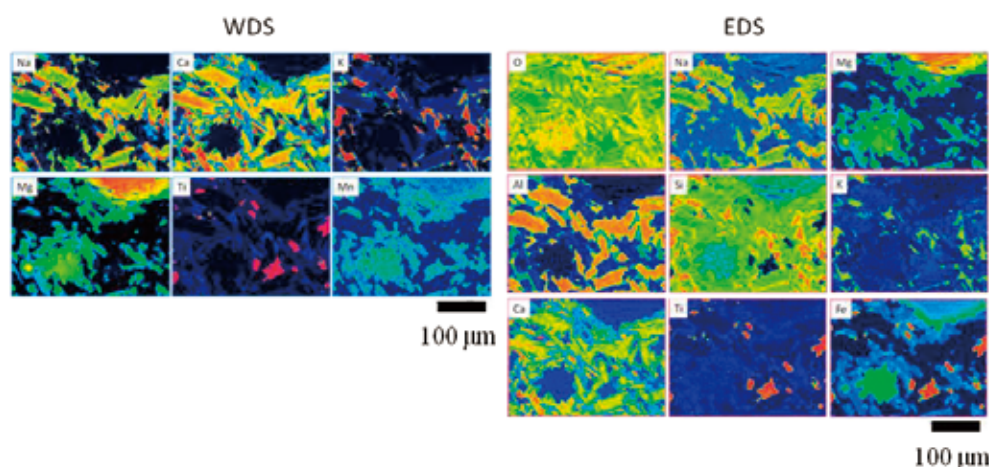 WDS
Na Ca K
Mg Ti Mn
100 μm
EDS
O Na Mg
Al Si K
Ca Ti Fe
100 μm